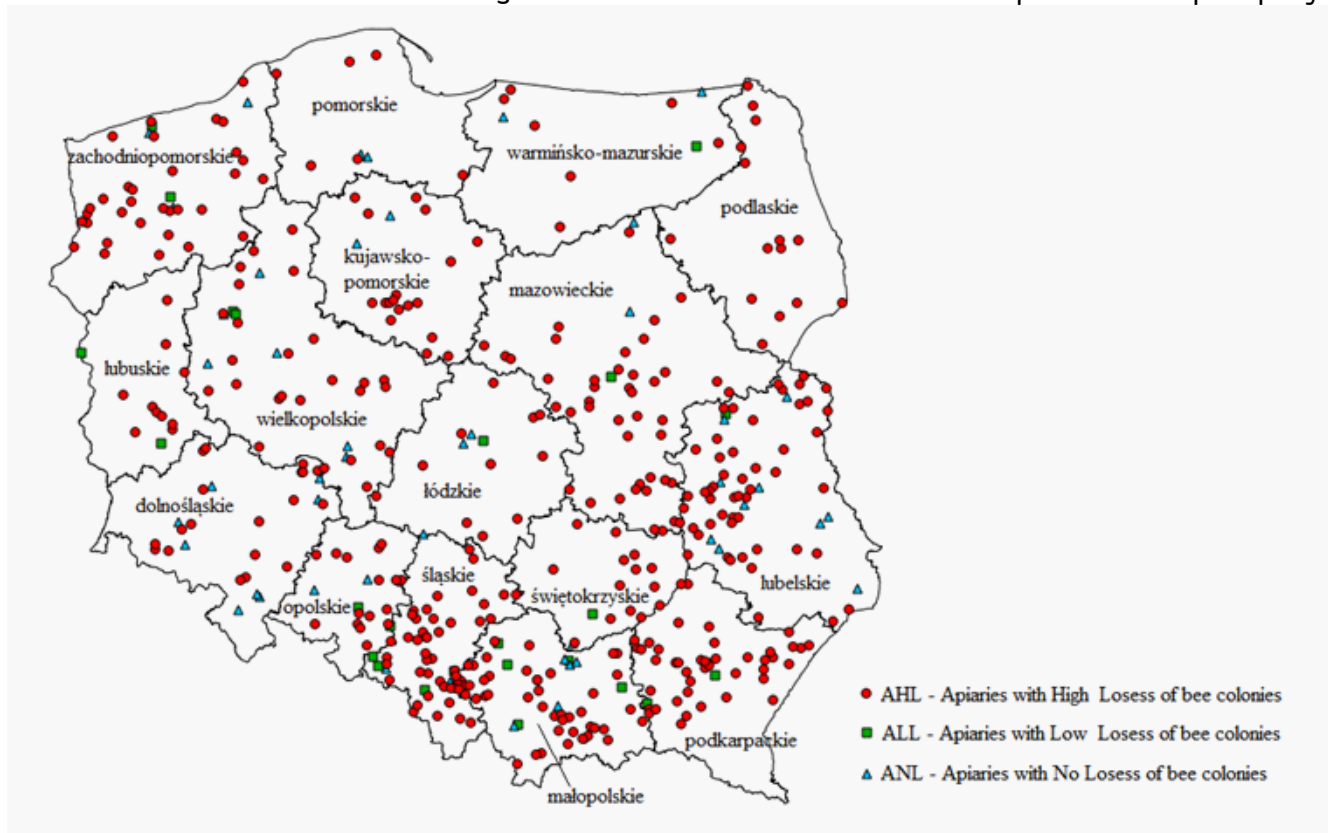 pomorskie
zachodniopomorskie
warmińsko-mazurskie
podlaskie
kujawsko-
pomorskie
mazowieckie
lubuskie
wielkopolskie
łódzkie
dolnośląskie
śląskie
lubelskie
opolskie
świętokrzyskie
AHL - Apiaries with High Losess of bee colonies
ALL - Apiaries with Low Losess of bee colonies
podkarpackie
ANL - Apiaries with No Losess of bee colonies
małopolskie